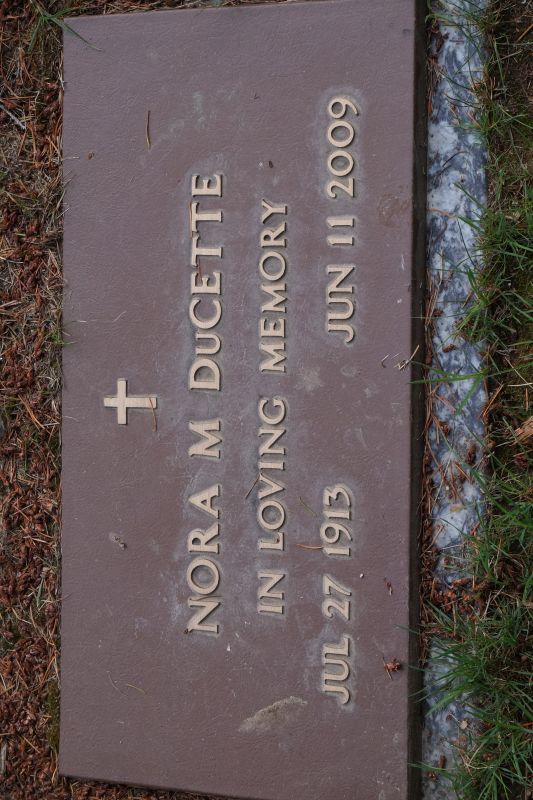 NORA M DUCETTE
IN LOVING MEMORY
JUL 27 1913 JUN 11 2009